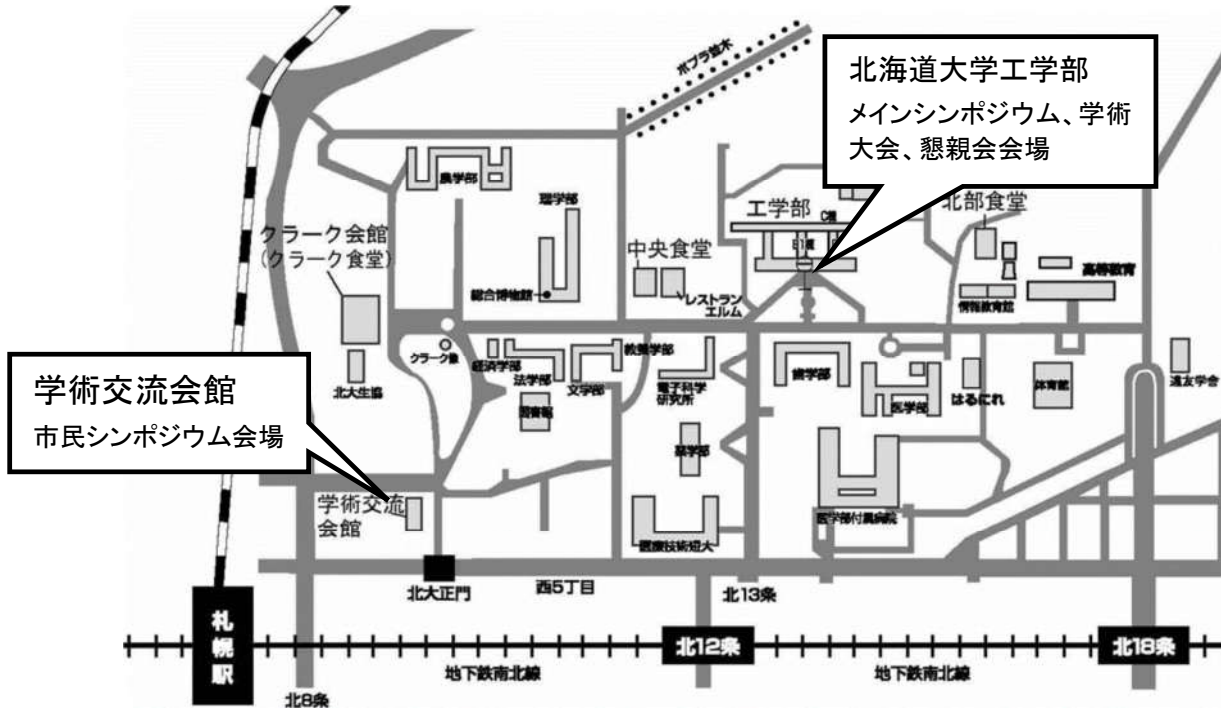 ポプラ並木
北海道大学工学部
メインシンポジウム、学術
大会、懇親会会場
農学部
理学部
工学部
C棟
北部食堂
クラーク会館
(クラーク食堂)
中央食堂
総合博物館
レストラン
エルム
情報教育館
高等教育
クラーク像
経済学部
法学部
文学部
教養学部
図書館
電子科学
研究所
歯学部
医学部
はるにれ
体育館
遠友学舎
北大生協
学術交流会館
市民シンポジウム会場
薬学部
学術交流
会館
医療技術短大
医学部付属病院
北大正門
西5丁目
北13条
札幌駅
北12条
北18条
地下鉄南北線
地下鉄南北線
北8条